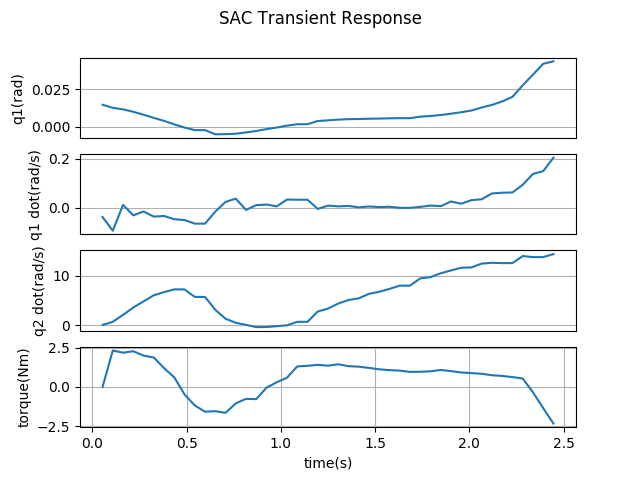 SAC Transient Response
q1(rad)
0.025
0.000
q1 dot(rad/s)
0.2
0.0
q2 dot(rad/s)
10
0
torque(Nm)
2.5
0.0
−2.5
0.0 0.5 1.0 1.5 2.0 2.5
time(s)